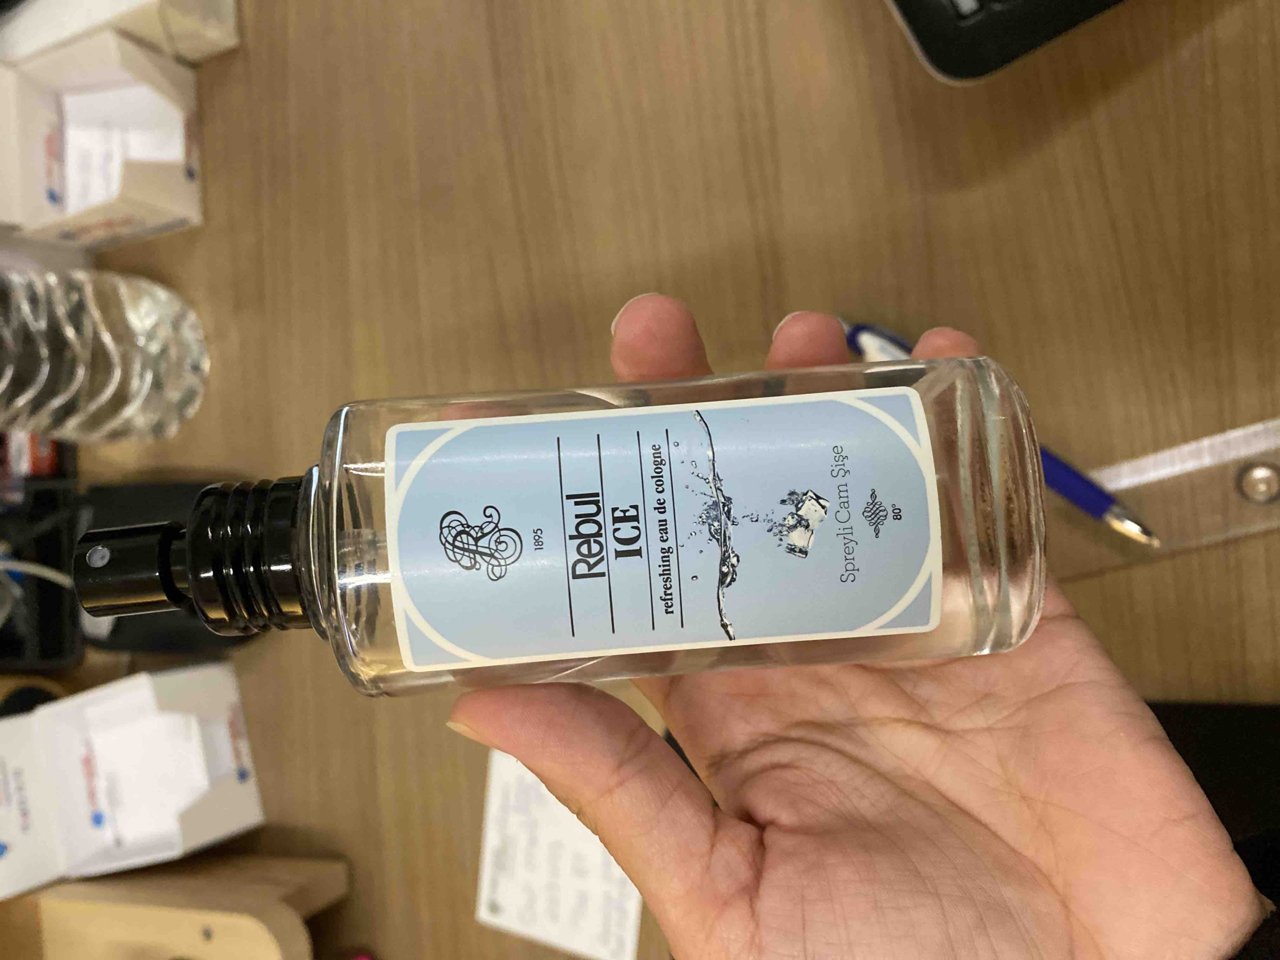 1895
Rebul
ICE
refreshing eau de cologne
Spreyli Cam Şişe
80°